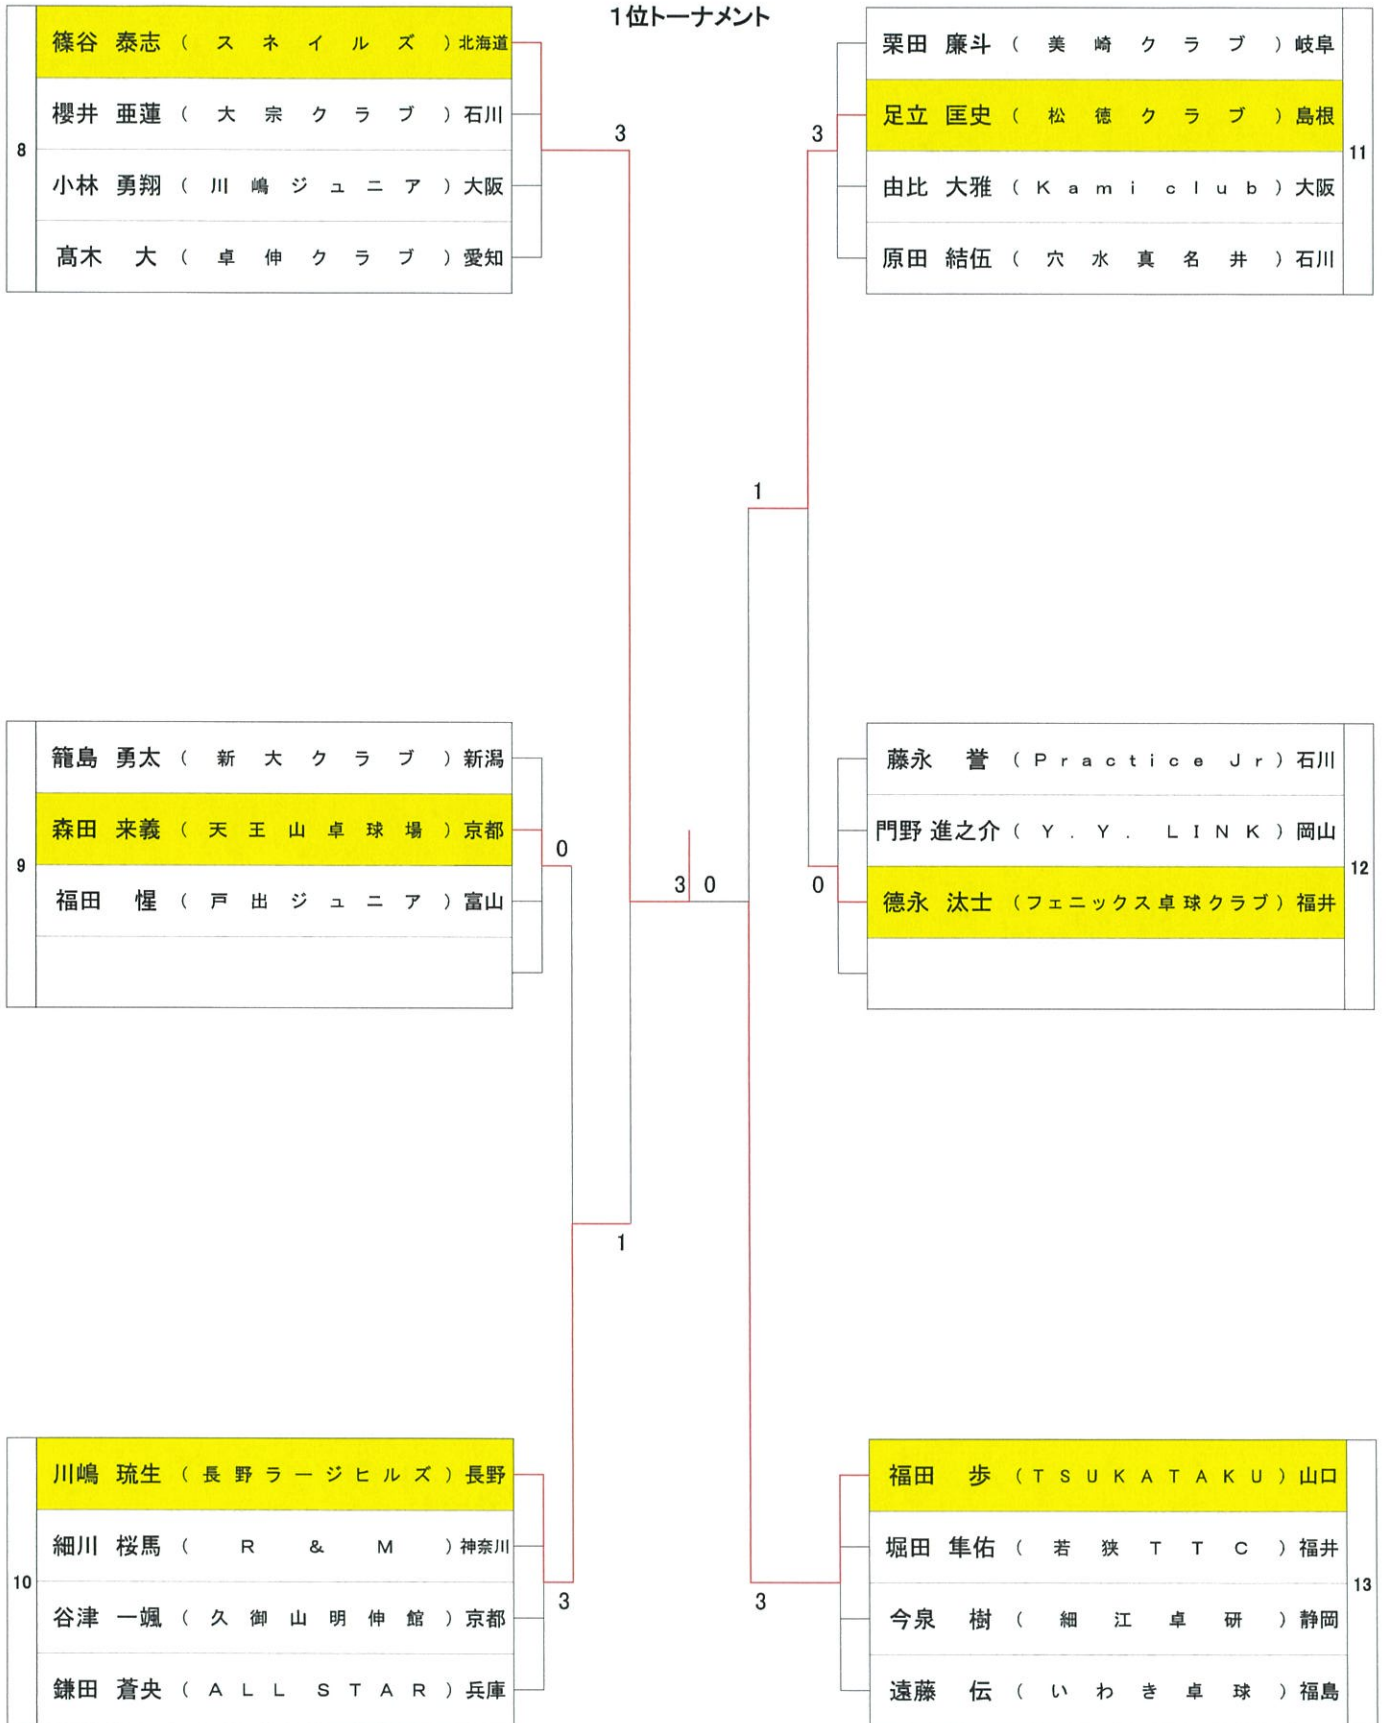 1位トーナメント
8
篠谷 泰志 (スネイルズ) 北海道
櫻井 亜蓮 (大宗クラブ) 石川
小林 勇翔 (川嶋ジュニア) 大阪
髙木 大 (卓伸クラブ) 愛知
3
3
栗田 廉斗 (美崎クラブ) 岐阜
足立 匡史 (松徳クラブ) 島根
由比 大雅 (Kami club) 大阪
原田 結伍 (穴水真名井) 石川
11
1
9
籠島 勇太 (新大クラブ) 新潟
森田 来義 (天王山卓球場) 京都
福田 惺 (戸出ジュニア) 富山
0
3 0
0
藤永 誉 (Practice Jr) 石川
門野 進之介 (Y.Y. LINK) 岡山
德永 汰士 (フェニックス卓球クラブ) 福井
12
1
10
川嶋 琉生 (長野ラージヒルズ) 長野
細川 桜馬 (R & M) 神奈川
谷津 一颯 (久御山明伸館) 京都
鎌田 蒼央 (ALL STAR) 兵庫
3
3
福田 歩 (TSUKATAKU) 山口
堀田 隼佑 (若狭TTC) 福井
今泉 樹 (細江卓研) 静岡
遠藤 伝 (いわき卓球) 福島
13